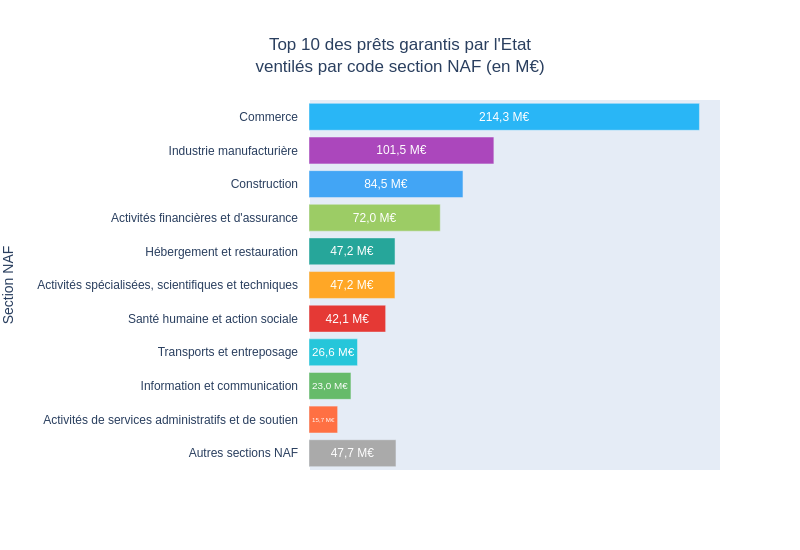 Top 10 des prêts garantis par l'Etat
ventilés par code section NAF (en M€)
Section NAF
Commerce 214,3 M€
Industrie manufacturière 101,5 M€
Construction 84,5 M€
Activités financières et d'assurance 72,0 M€
Hébergement et restauration 47,2 M€
Activités spécialisées, scientifiques et techniques 47,2 M€
Santé humaine et action sociale 42,1 M€
Transports et entreposage 26,6 M€
Information et communication 23,0 M€
Activités de services administratifs et de soutien 15,7 M€
Autres sections NAF 47,7 M€